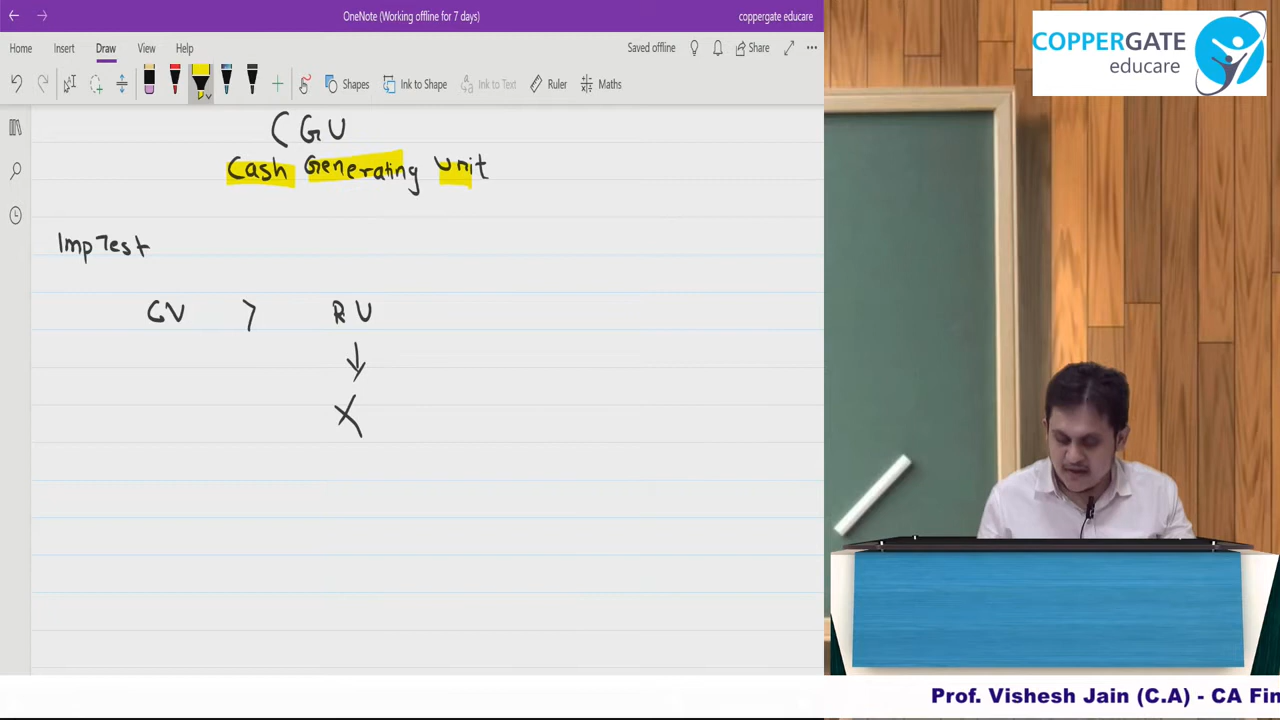 OneNote (Working offline for 7 days)
coppergate educare
Home Insert Draw View Help
Saved offline
Share
Shapes
Ink to Shape
Ink to Text
Ruler
Maths
CGU
Cash Generating Unit
Imp Test
CV > RV
↓
X
COPPERGATE
educare
Prof. Vishesh Jain (C.A) - CA Fin